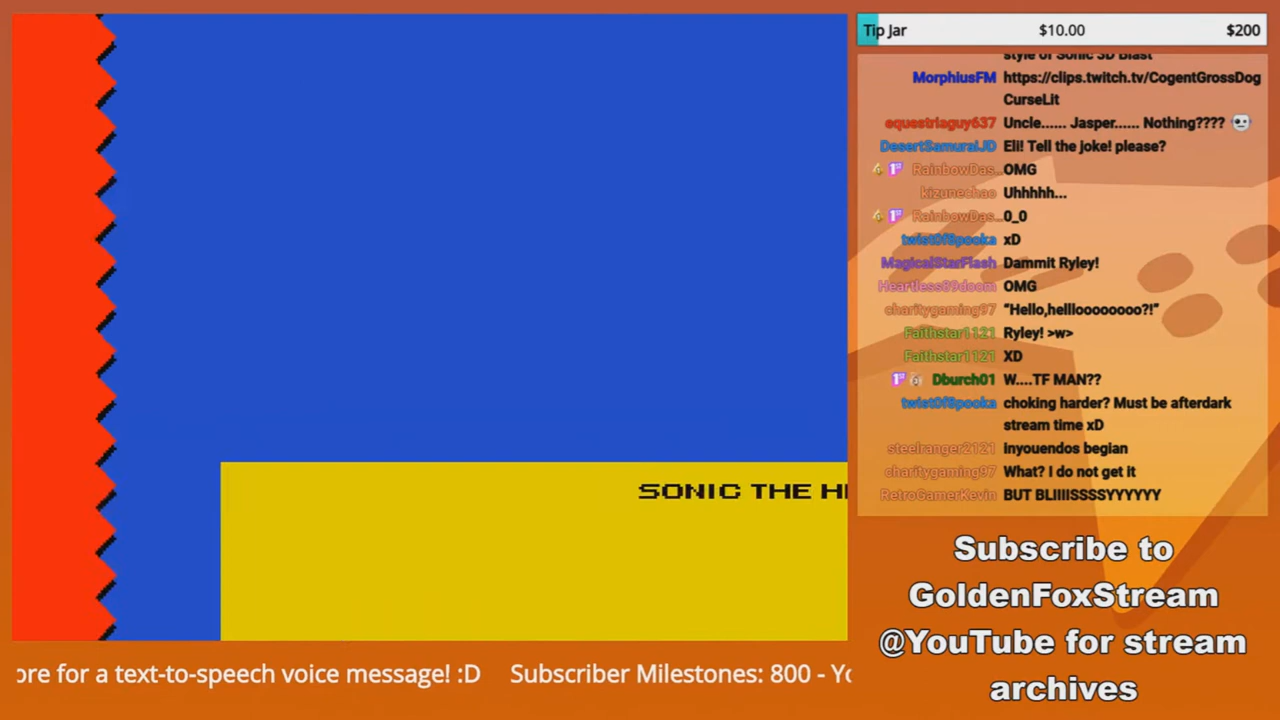 SONIC THE H
ore for a text-to-speech voice message! :D Subscriber Milestones: 800 - Yo
Tip Jar $10.00 $200
style of Sonic 3D Blast
MorphiusFM https://clips.twitch.tv/CogentGrossDog
CurseLit
equestriaguy637 Uncle...... Jasper...... Nothing????
DesertSamuraiJD Eli! Tell the joke! please?
RainbowDas... OMG
kizunechao Uhhhhh...
RainbowDas... 0_0
twist0f8pooka xD
MagicalStarFlash Dammit Ryley!
Heartless89doom OMG
charitygaming97 “Hello,hellloooooooo?!”
Faithstar1121 Ryley! >w>
Faithstar1121 XD
Dburch01 W....TF MAN??
twist0f8pooka choking harder? Must be afterdark
stream time xD
steelranger2121 inyouendos begian
charitygaming97 What? I do not get it
RetroGamerKevin BUT BLIIIISSSSYYYYYY
Subscribe to
GoldenFoxStream
@YouTube for stream
archives